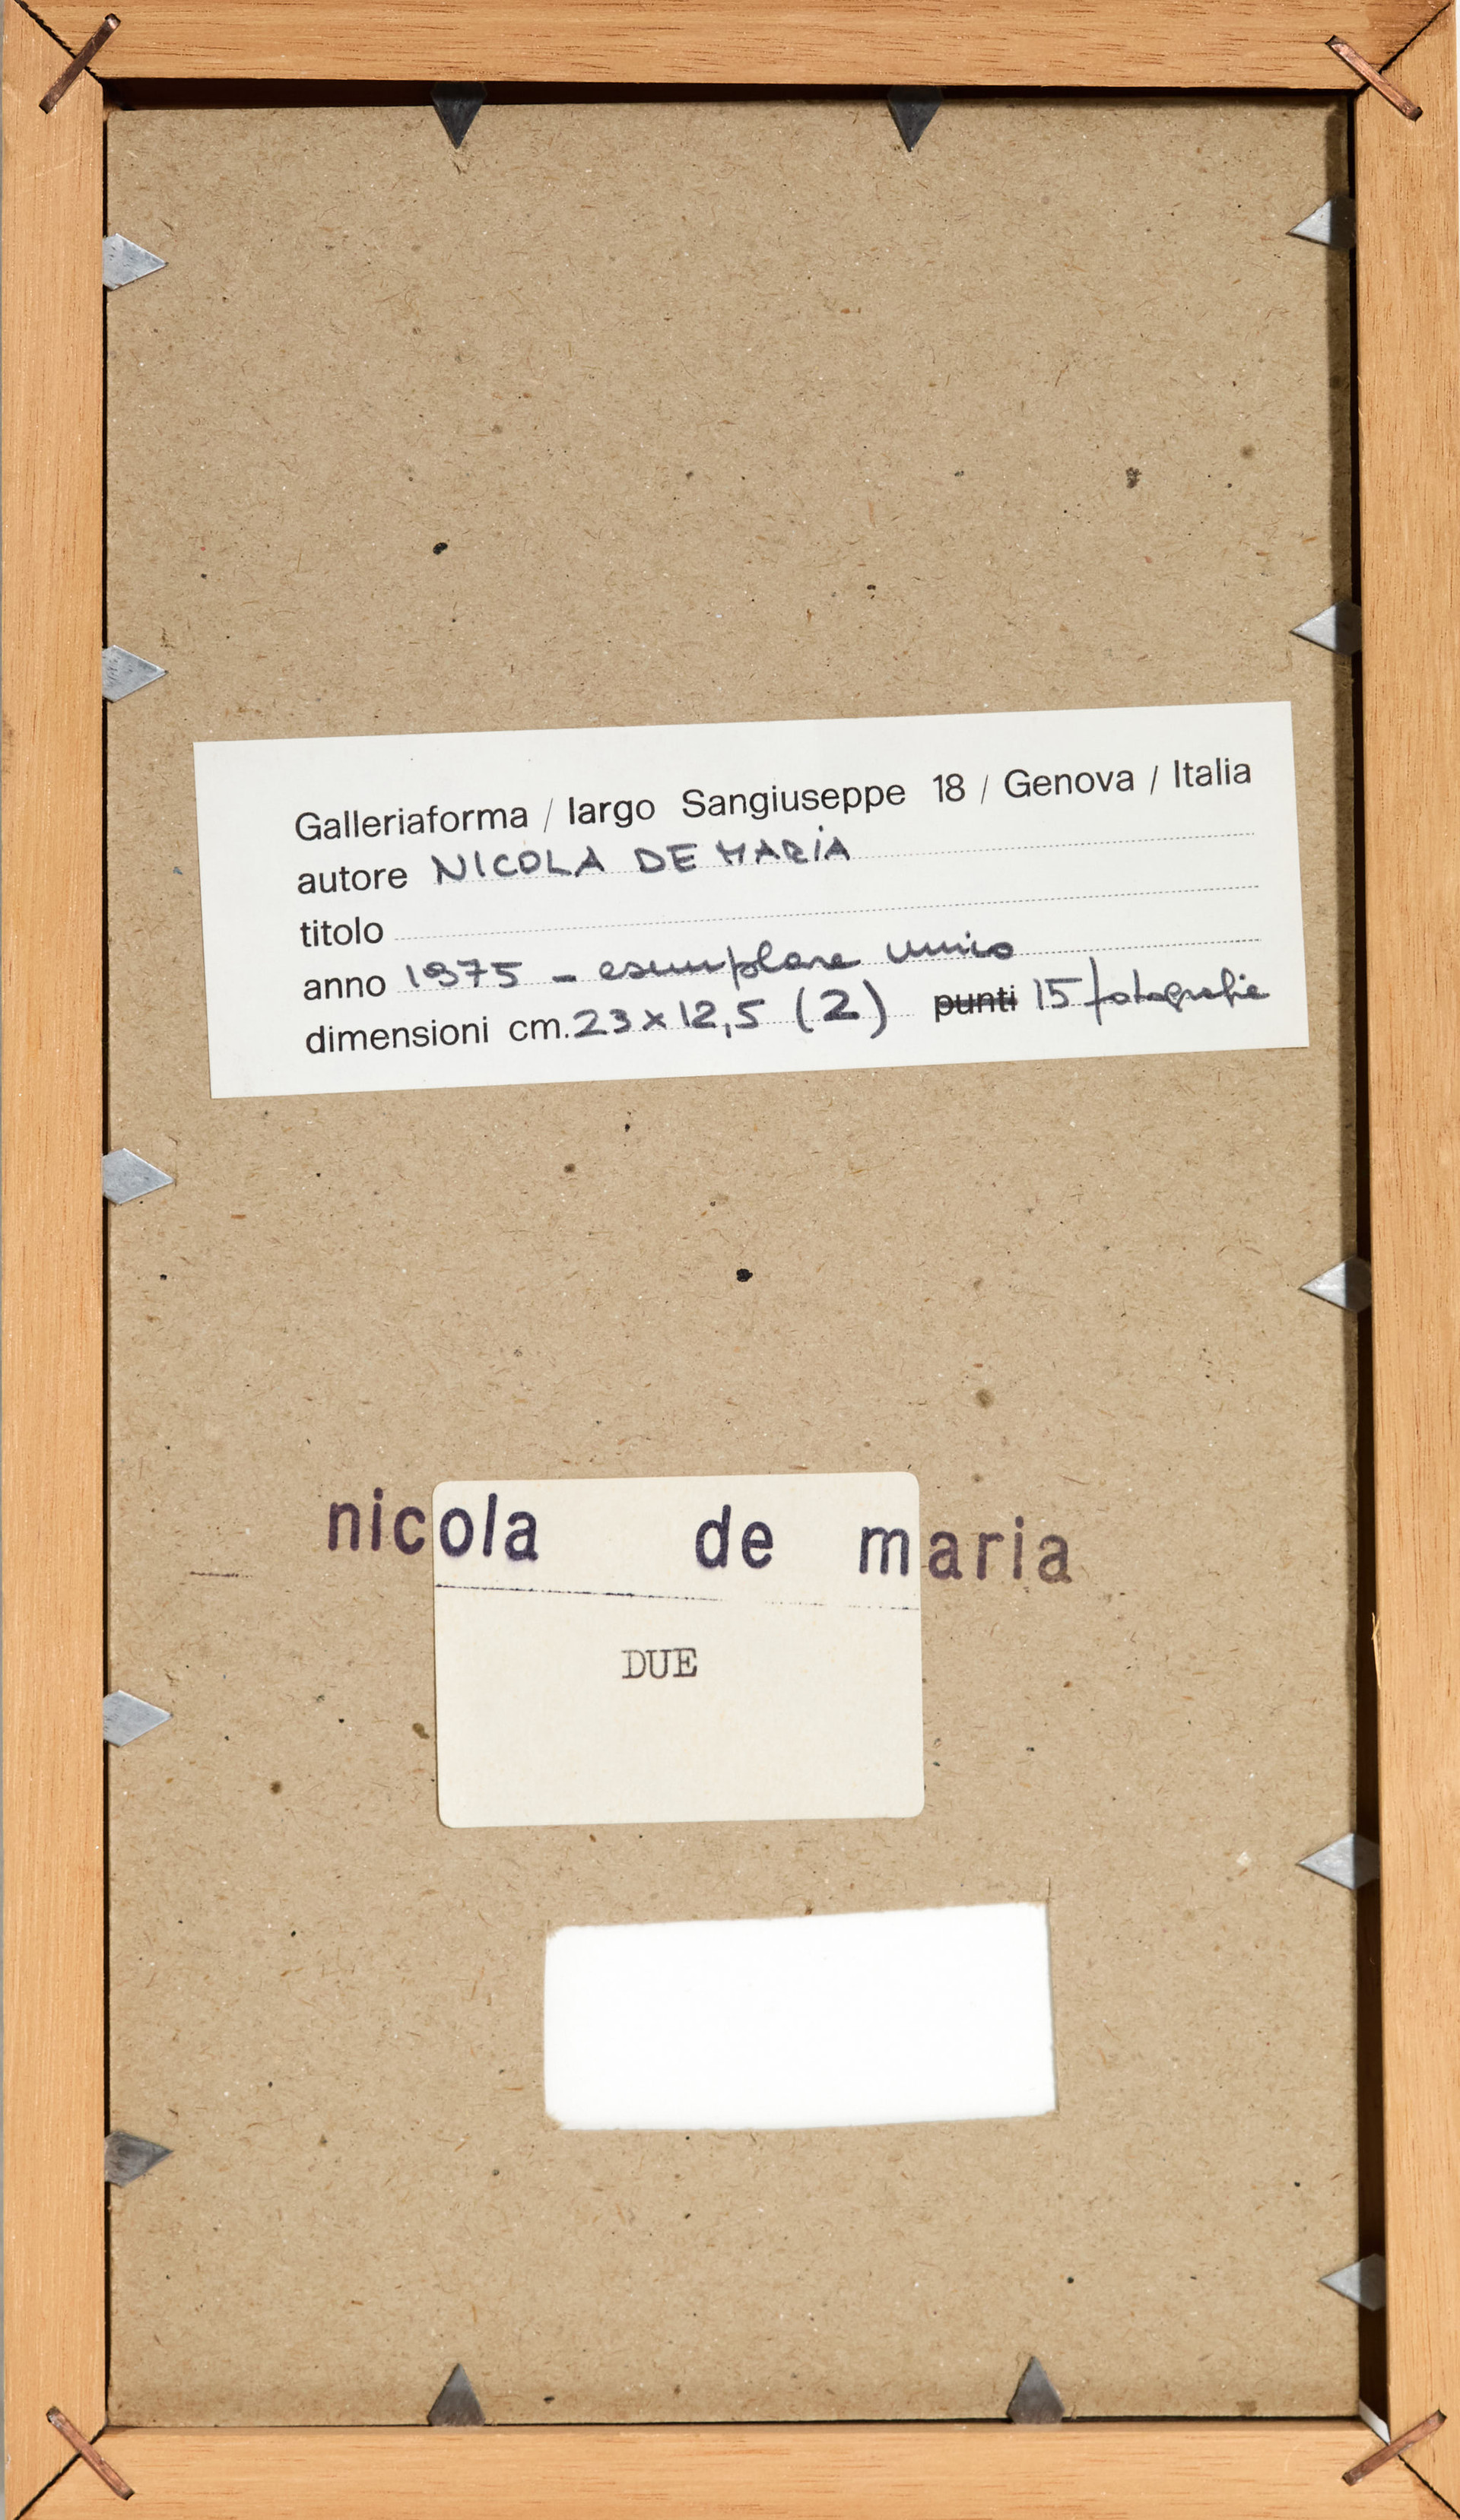 Galleriaforma / largo Sangiuseppe 18 / Genova / Italia
autore NICOLA DE MARIA
titolo
anno 1975 - esemplare unico
dimensioni cm. 23 x 12,5 (2) punti 15 fotografie
nicola de maria
DUE